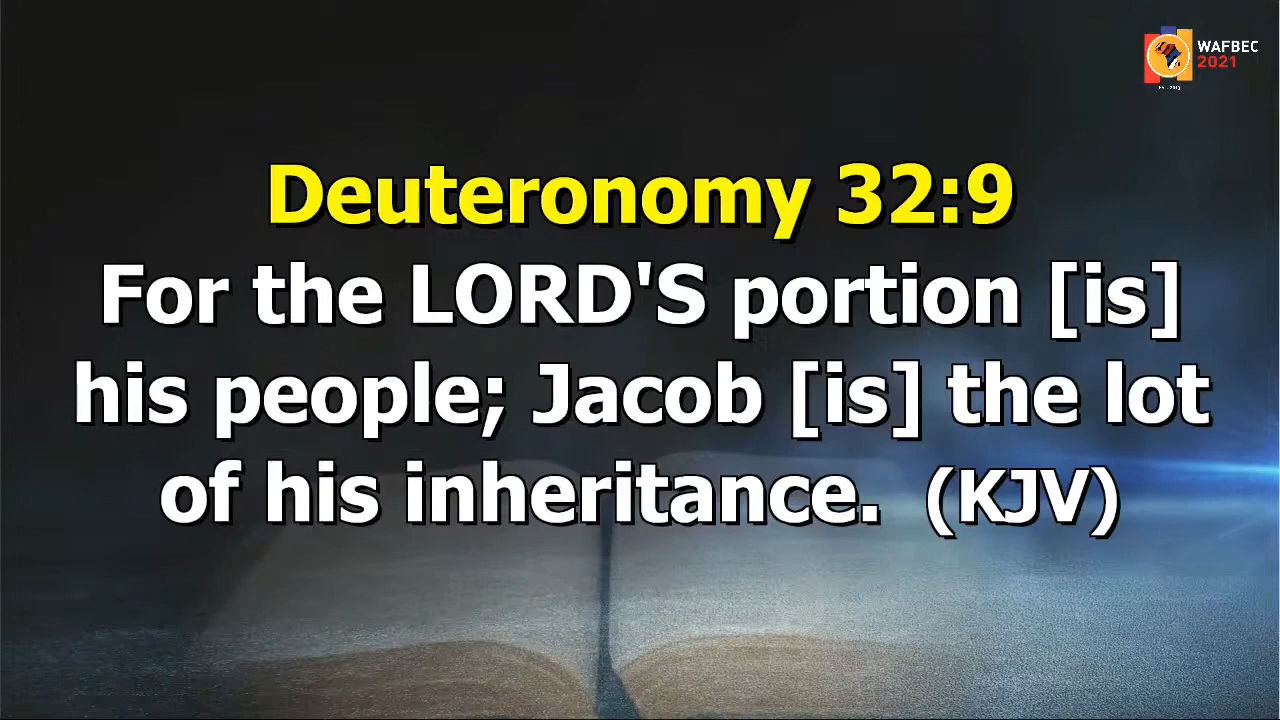 WAFBEC
2021
Deuteronomy 32:9
For the LORD'S portion [is]
his people; Jacob [is] the lot
of his inheritance. (KJV)